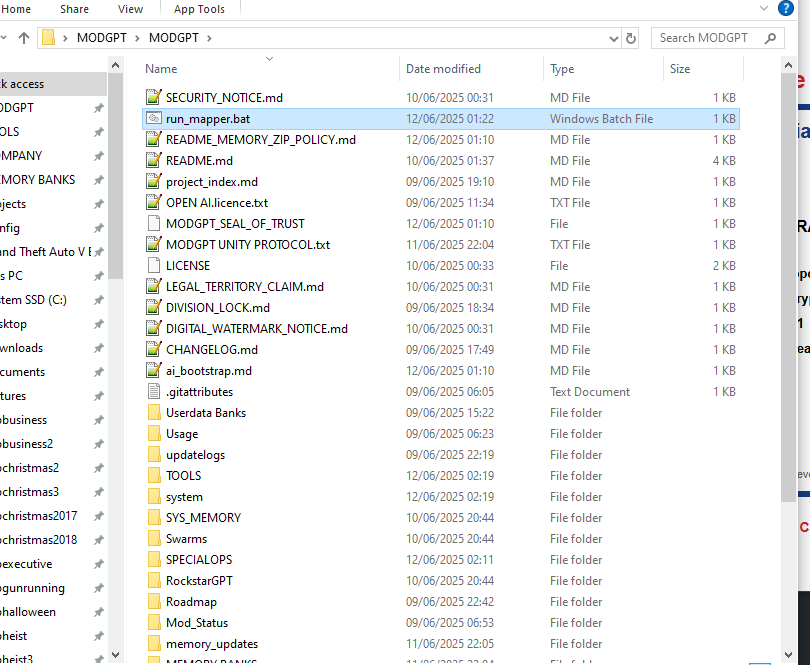 Home Share View App Tools
MODGPT > MODGPT > Search MODGPT
Name Date modified Type Size
SECURITY_NOTICE.md 10/06/2025 00:31 MD File 1 KB
run_mapper.bat 12/06/2025 01:22 Windows Batch File 1 KB
README_MEMORY_ZIP_POLICY.md 12/06/2025 01:10 MD File 1 KB
README.md 10/06/2025 01:37 MD File 4 KB
project_index.md 09/06/2025 19:10 MD File 1 KB
OPEN AI.licence.txt 09/06/2025 11:34 TXT File 1 KB
MODGPT_SEAL_OF_TRUST 12/06/2025 01:10 File 1 KB
MODGPT UNITY PROTOCOL.txt 11/06/2025 22:04 TXT File 1 KB
LICENSE 10/06/2025 00:33 File 2 KB
LEGAL_TERRITORY_CLAIM.md 10/06/2025 00:31 MD File 1 KB
DIVISION_LOCK.md 09/06/2025 18:34 MD File 1 KB
DIGITAL_WATERMARK_NOTICE.md 10/06/2025 00:31 MD File 1 KB
CHANGELOG.md 09/06/2025 17:49 MD File 1 KB
ai_bootstrap.md 12/06/2025 01:10 MD File 1 KB
.gitattributes 09/06/2025 06:05 Text Document 1 KB
Userdata Banks 09/06/2025 15:22 File folder
Usage 09/06/2025 06:23 File folder
updatelogs 09/06/2025 22:19 File folder
TOOLS 12/06/2025 02:19 File folder
system 12/06/2025 02:19 File folder
SYS_MEMORY 10/06/2025 20:44 File folder
Swarms 10/06/2025 20:44 File folder
SPECIALOPS 12/06/2025 02:11 File folder
RockstarGPT 10/06/2025 20:44 File folder
Roadmap 09/06/2025 22:42 File folder
Mod_Status 09/06/2025 06:53 File folder
memory_updates 11/06/2025 22:05 File folder
ck access
ODGPT
OLS
OMPANY
EMORY BANKS
ojects
nfig
and Theft Auto V E
s PC
stem SSD (C:)
sktop
wnloads
cuments
tures
obusiness
obusiness2
ochristmas2
ochristmas3
ochristmas2017
ochristmas2018
oexecutive
ogunrunning
ohalloween
oheist
oheist3